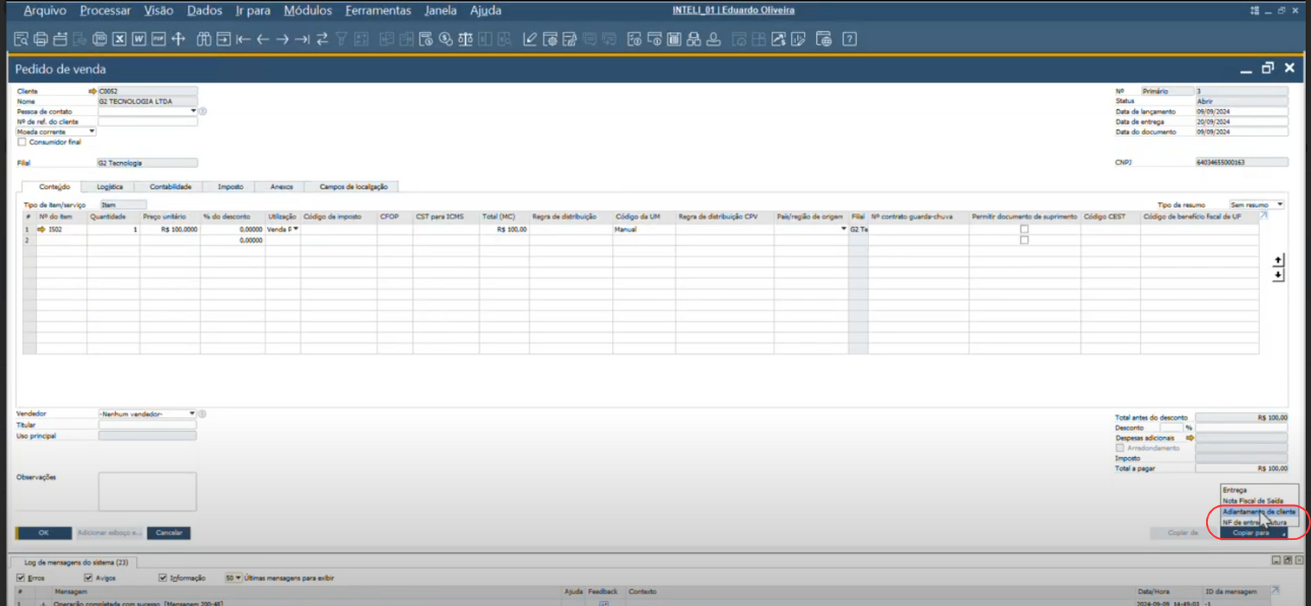 Arquivo Processar Visão Dados Ir para Módulos Ferramentas Janela Ajuda INTELI_01 | Eduardo Oliveira
Pedido de venda
Cliente C0052
Nome G2 TECNOLOGIA LTDA
Pessoa de contato
Nº de ref. do cliente
Moeda corrente
Consumidor final
Filial G2 Tecnologia
Nº Primário 3
Status Abrir
Data de lançamento 09/09/2024
Data de entrega 20/09/2024
Data do documento 09/09/2024
CNPJ 64034655000163
Conteúdo Logística Contabilidade Imposto Anexos Campos de localização
Tipo de item/serviço Item
Tipo de resumo Sem resumo
# Nº do item Quantidade Preço unitário % do desconto Utilização Código de imposto CFOP CST para ICMS Total (MC) Regra de distribuição Código da UM Regra de distribuição CPV País/região de origem Filial Nº contrato guarda-chuva Permitir documento de suprimento Código CEST Código de benefício fiscal de UF
1 IS02 1 R$ 100,0000 0,00000 Venda F R$ 100,00 Manual G2 Te
2 0,00000
Vendedor -Nenhum vendedor-
Titular
Uso principal
Observações
Total antes do desconto R$ 100,00
Desconto %
Despesas adicionais
Arredondamento
Imposto
Total a pagar R$ 100,00
Entrega
Nota Fiscal de Saída
Adiantamento de cliente
NF de entrega futura
OK Adicionar esboço e... Cancelar Copiar de Copiar para
Log de mensagens do sistema (23)
Erros Avisos Informação 50 Últimas mensagens para exibir
# Mensagem Ajuda Feedback Contexto Data/Hora ID da mensagem
1 Operação completada com sucesso [Mensagem 200-48]